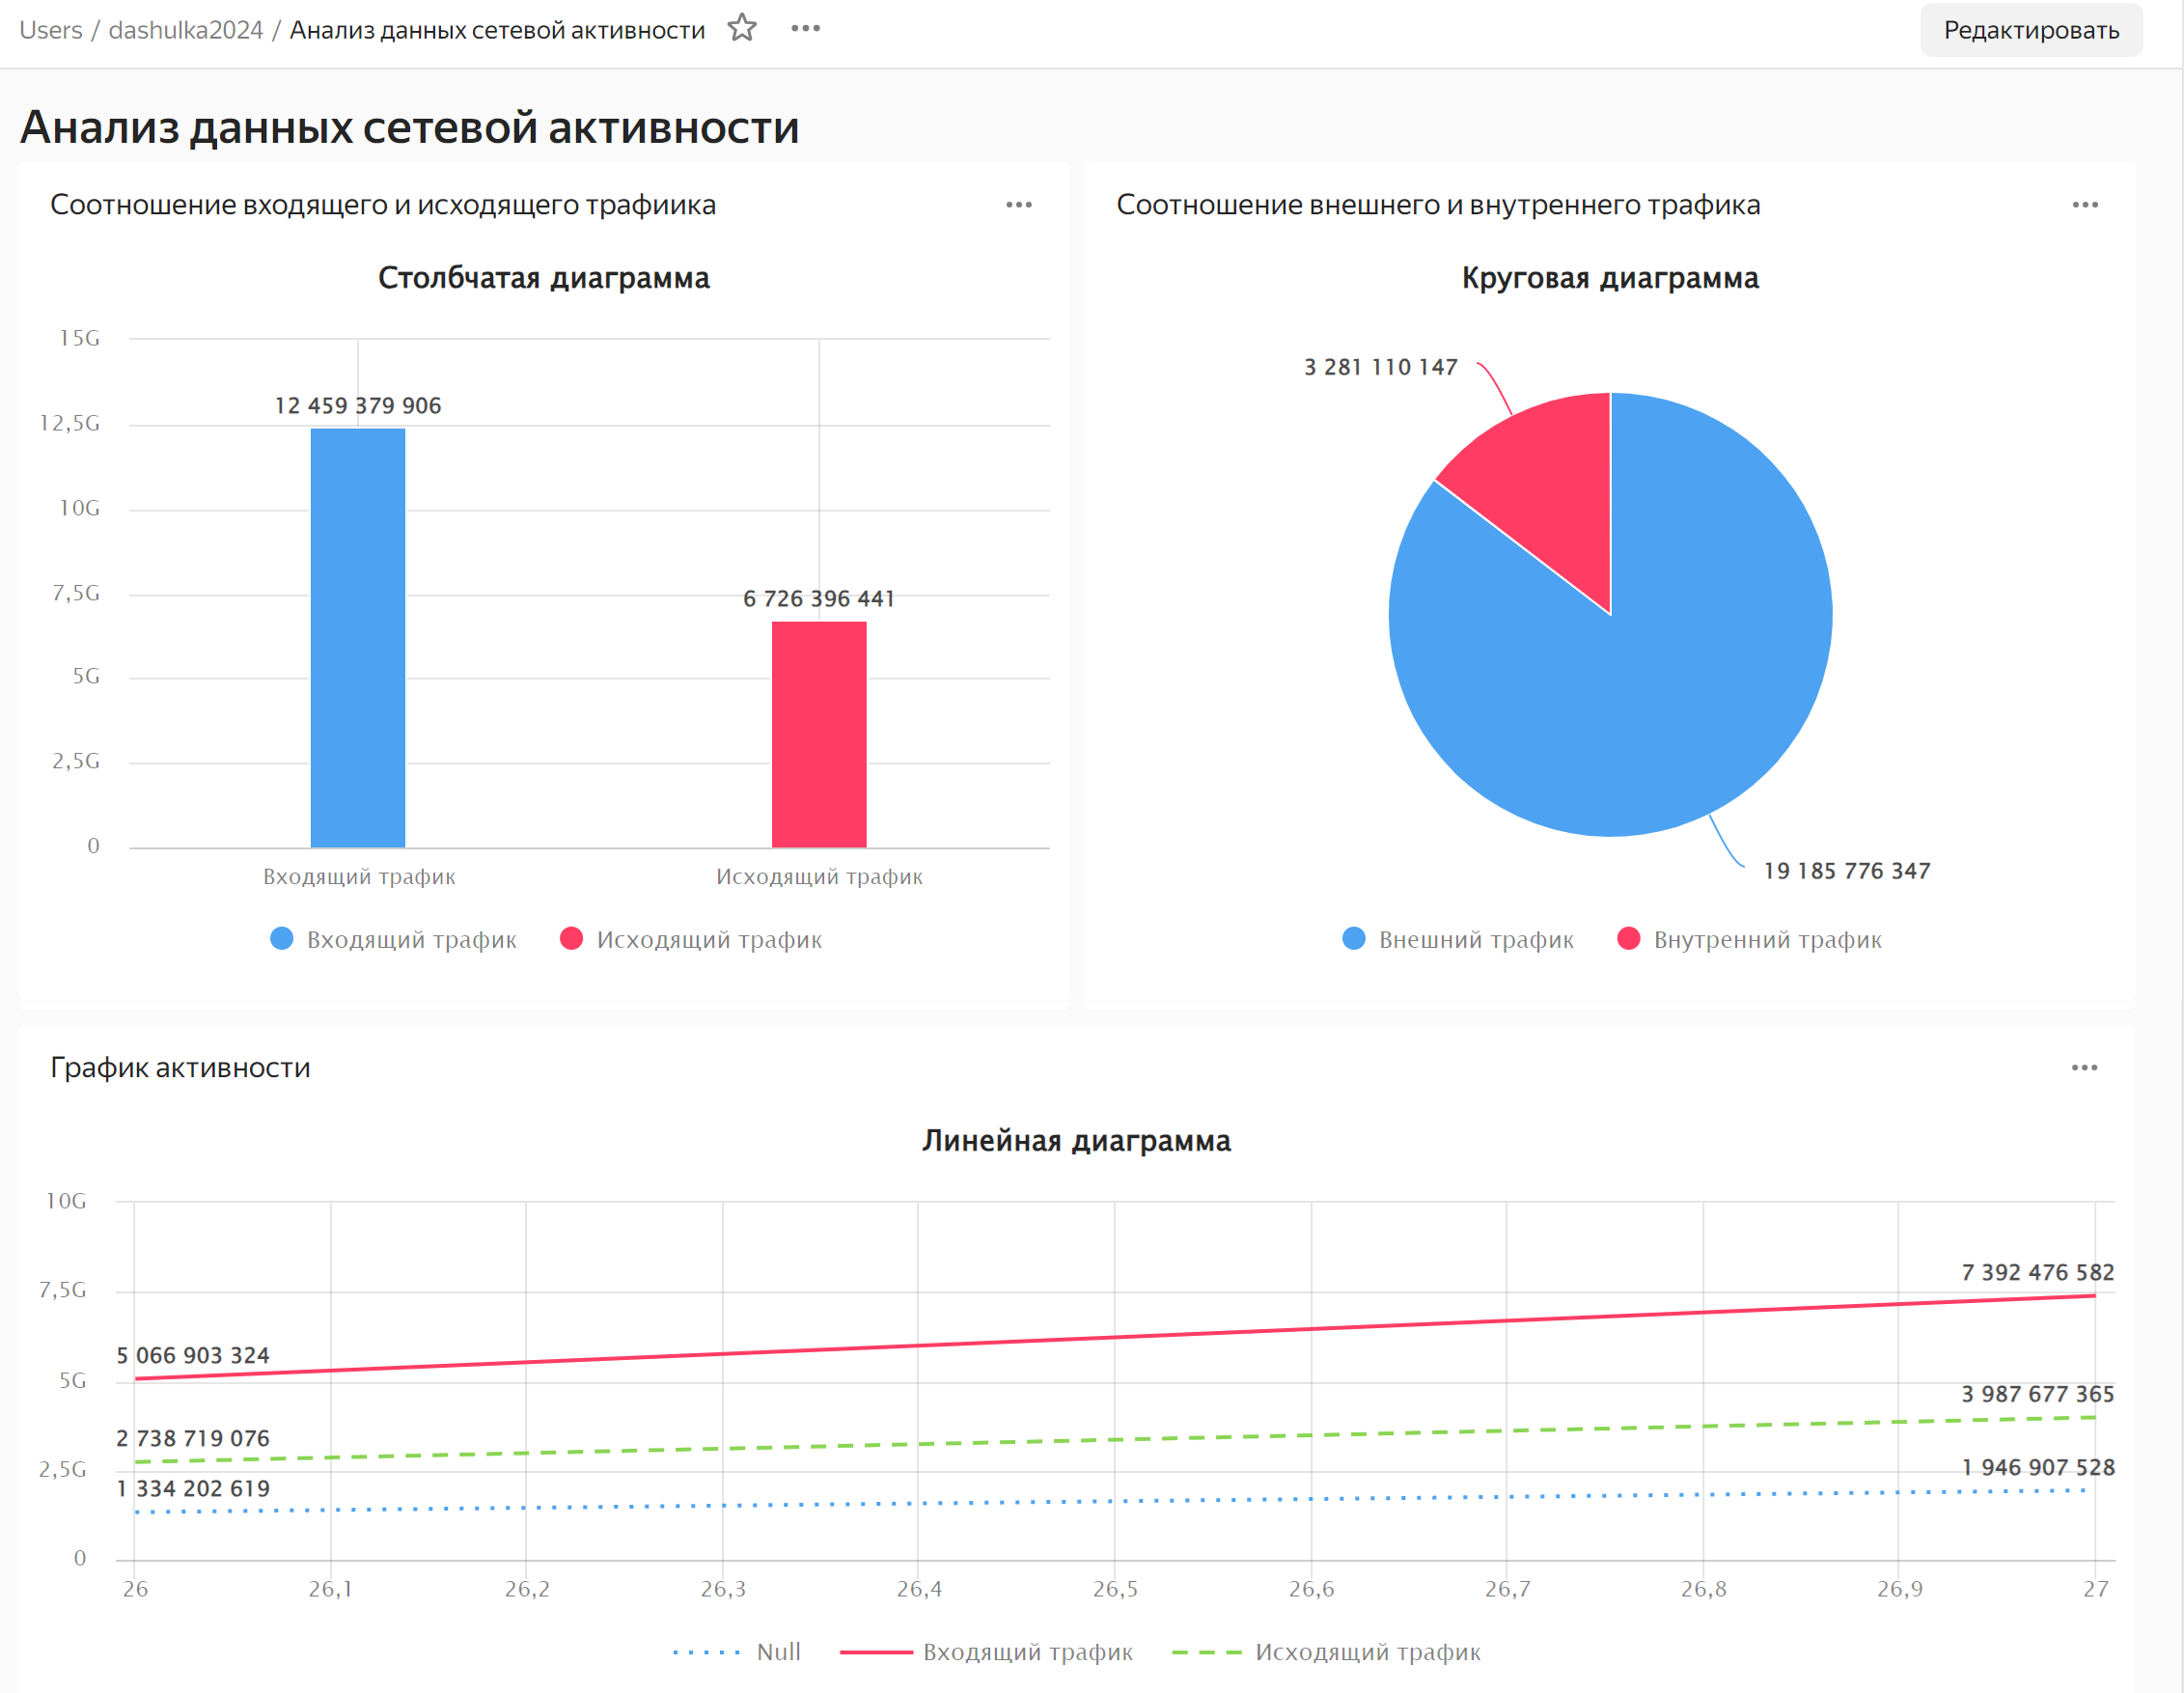 Users / dashulka2024 / Анализ данных сетевой активности
Редактировать
Анализ данных сетевой активности
Соотношение входящего и исходящего трафиика
Столбчатая диаграмма
15G
12,5G
10G
7,5G
5G
2,5G
0
12 459 379 906
6 726 396 441
Входящий трафик
Исходящий трафик
Входящий трафик
Исходящий трафик
Соотношение внешнего и внутреннего трафика
Круговая диаграмма
3 281 110 147
19 185 776 347
Внешний трафик
Внутренний трафик
График активности
Линейная диаграмма
10G
7,5G
5G
2,5G
0
7 392 476 582
5 066 903 324
3 987 677 365
2 738 719 076
1 946 907 528
1 334 202 619
26
26,1
26,2
26,3
26,4
26,5
26,6
26,7
26,8
26,9
27
Null
Входящий трафик
Исходящий трафик